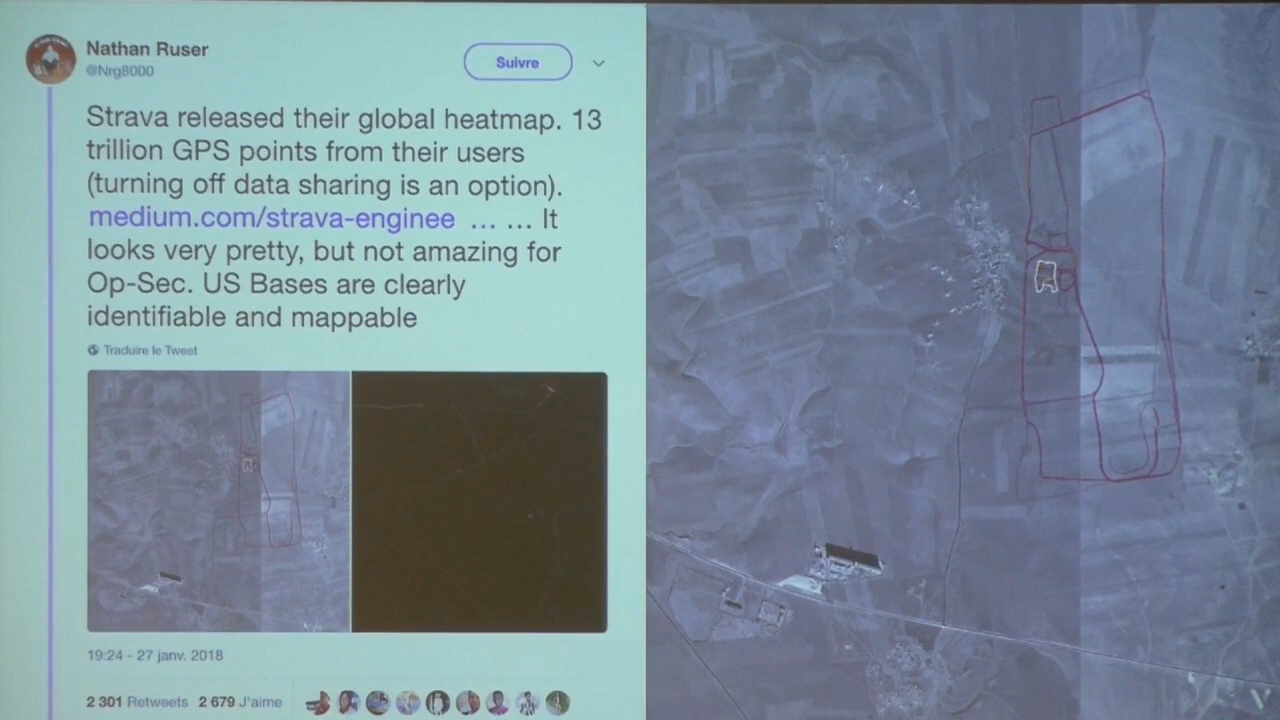 Nathan Ruser
@Nrg8000
Suivre
Strava released their global heatmap. 13
trillion GPS points from their users
(turning off data sharing is an option).
medium.com/strava-enginee … … It
looks very pretty, but not amazing for
Op-Sec. US Bases are clearly
identifiable and mappable
Traduire le Tweet
19:24 - 27 janv. 2018
2 301 Retweets 2 679 J'aime